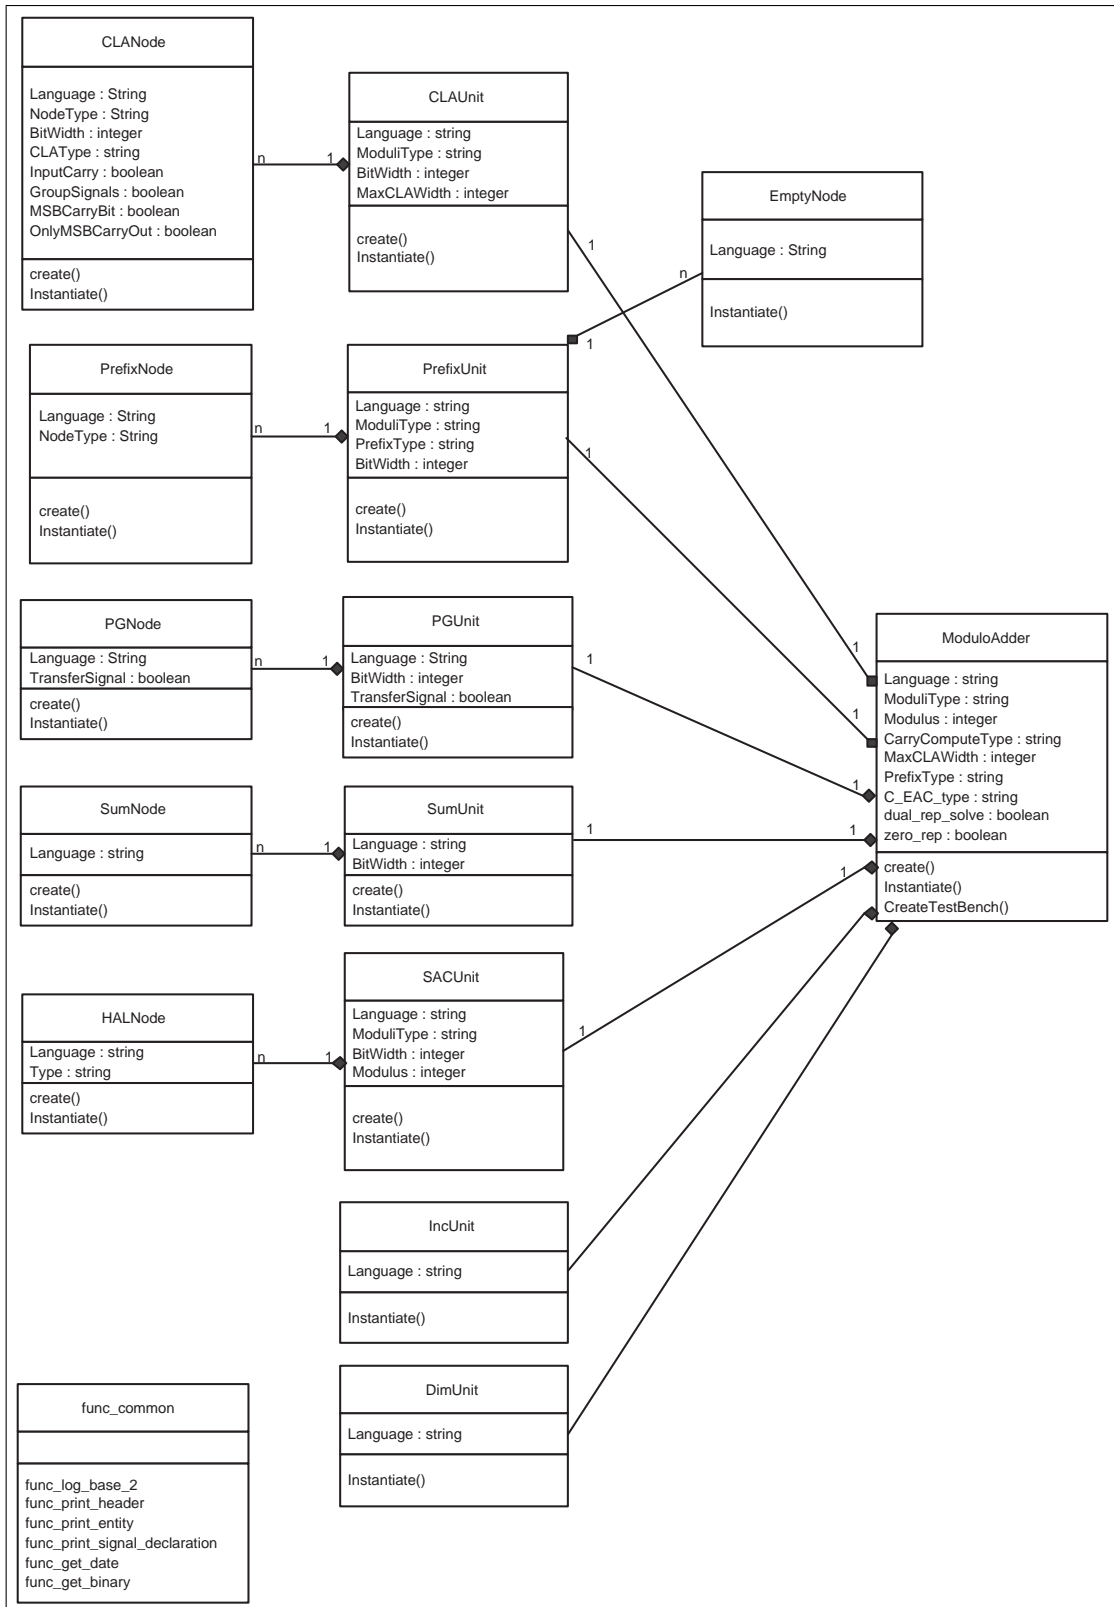 CLANode
Language : String
NodeType : String
BitWidth : integer
CLAType : string
InputCarry : boolean
GroupSignals : boolean
MSBCarryBit : boolean
OnlyMSBCarryOut : boolean
create()
Instantiate()
n
1
CLAUnit
Language : string
ModuliType : string
BitWidth : integer
MaxCLAWidth : integer
create()
Instantiate()
1
1
EmptyNode
Language : String
Instantiate()
n
1
PrefixNode
Language : String
NodeType : String
create()
Instantiate()
n
1
PrefixUnit
Language : string
ModuliType : string
PrefixType : string
BitWidth : integer
create()
Instantiate()
1
1
PGNode
Language : String
TransferSignal : boolean
create()
Instantiate()
n
1
PGUnit
Language : String
BitWidth : integer
TransferSignal : boolean
create()
Instantiate()
1
1
ModuloAdder
Language : string
ModuliType : string
Modulus : integer
CarryComputeType : string
MaxCLAWidth : integer
PrefixType : string
C_EAC_type : string
dual_rep_solve : boolean
zero_rep : boolean
create()
Instantiate()
CreateTestBench()
SumNode
Language : string
create()
Instantiate()
n
1
SumUnit
Language : string
BitWidth : integer
create()
Instantiate()
1
1
HALNode
Language : string
Type : string
create()
Instantiate()
n
1
SACUnit
Language : string
ModuliType : string
BitWidth : integer
Modulus : integer
create()
Instantiate()
1
1
IncUnit
Language : string
Instantiate()
DimUnit
Language : string
Instantiate()
func_common
func_log_base_2
func_print_header
func_print_entity
func_print_signal_declaration
func_get_date
func_get_binary